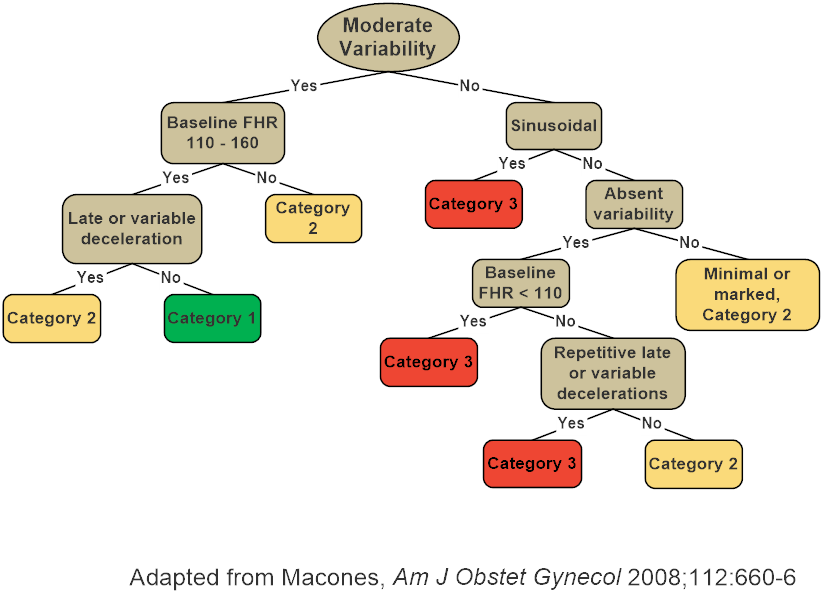 Moderate
Variability
Yes
No
Baseline FHR
110 - 160
Sinusoidal
Yes
No
Yes
No
Late or variable
deceleration
Category
2
Category 3
Absent
variability
Yes
No
Yes
No
Category 2
Category 1
Baseline
FHR < 110
Minimal or
marked,
Category 2
Yes
No
Category 3
Repetitive late
or variable
decelerations
Yes
No
Category 3
Category 2
Adapted from Macones, Am J Obstet Gynecol 2008;112:660-6